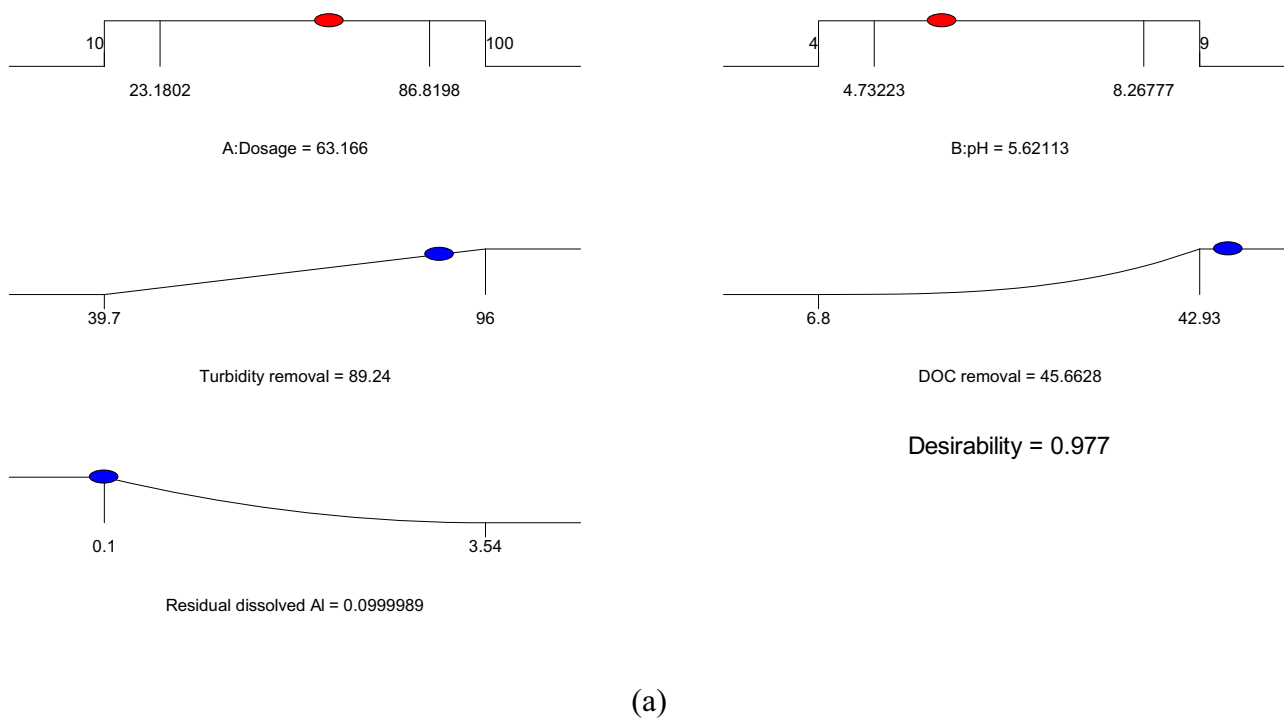 10
100
23.1802
86.8198
A:Dosage = 63.166
4
9
4.73223
8.26777
B:pH = 5.62113
39.7
96
Turbidity removal = 89.24
6.8
42.93
DOC removal = 45.6628
Desirability = 0.977
0.1
3.54
Residual dissolved Al = 0.0999989
(a)